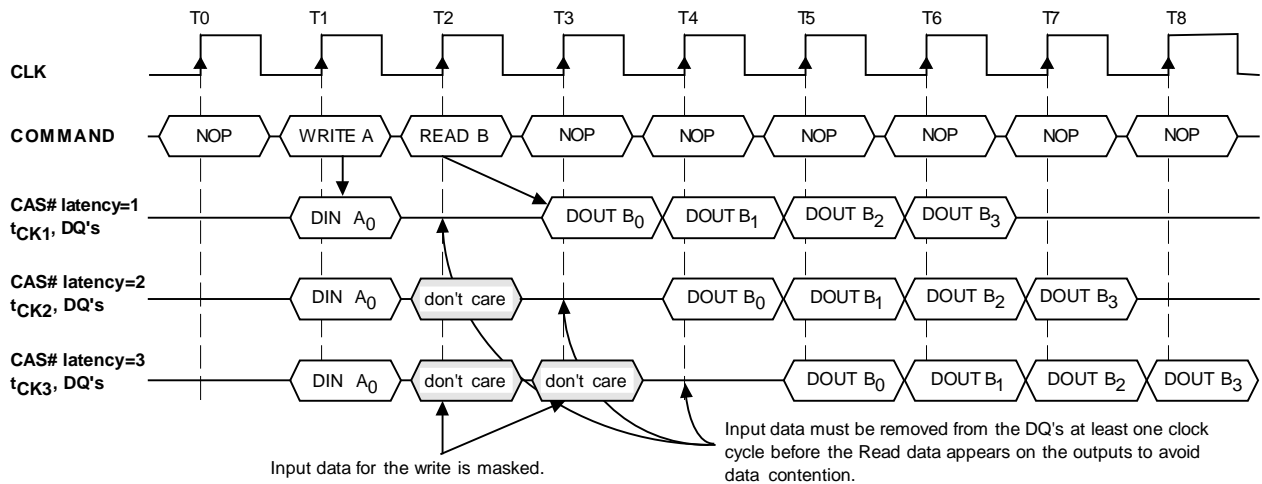 T0 T1 T2 T3 T4 T5 T6 T7 T8
CLK
COMMAND NOP WRITE A READ B NOP NOP NOP NOP NOP NOP
CAS# latency=1
tCK1, DQ's DIN A0 DOUT B0 DOUT B1 DOUT B2 DOUT B3
CAS# latency=2
tCK2, DQ's DIN A0 don't care DOUT B0 DOUT B1 DOUT B2 DOUT B3
CAS# latency=3
tCK3, DQ's DIN A0 don't care don't care DOUT B0 DOUT B1 DOUT B2 DOUT B3
Input data for the write is masked.
Input data must be removed from the DQ's at least one clock
cycle before the Read data appears on the outputs to avoid
data contention.